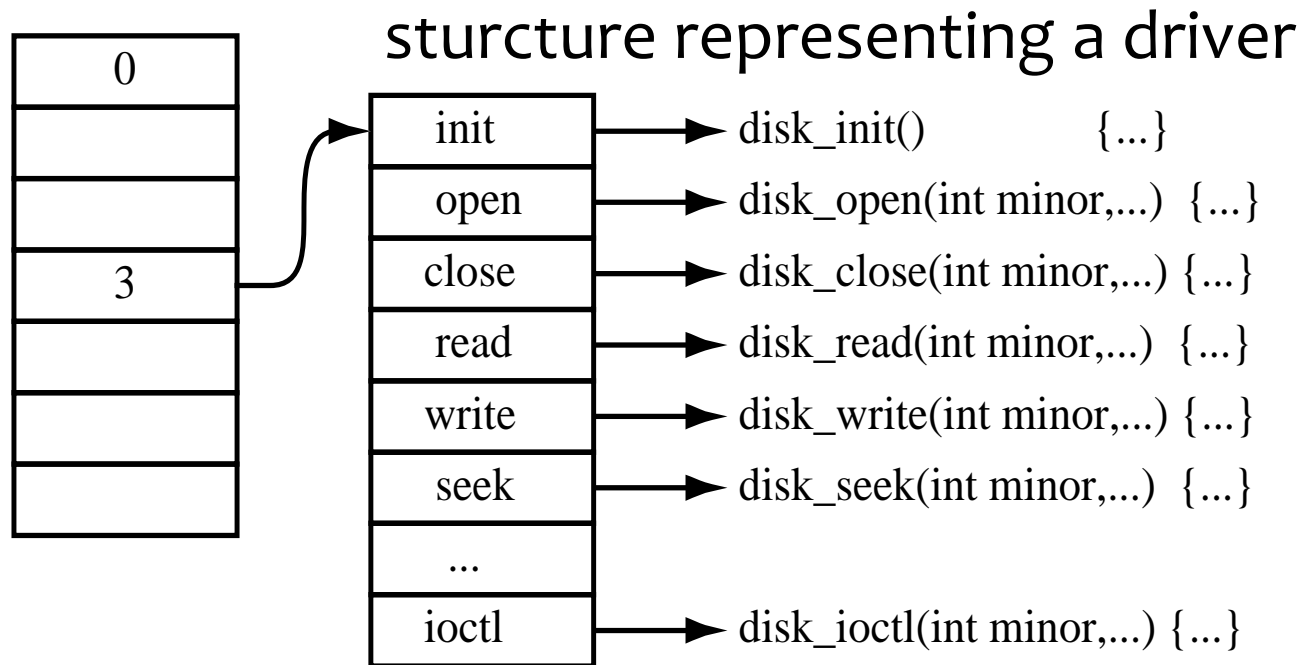 sturcture representing a driver
0
init disk_init() {...}
open disk_open(int minor,...) {...}
3 close disk_close(int minor,...) {...}
read disk_read(int minor,...) {...}
write disk_write(int minor,...) {...}
seek disk_seek(int minor,...) {...}
...
ioctl disk_ioctl(int minor,...) {...}